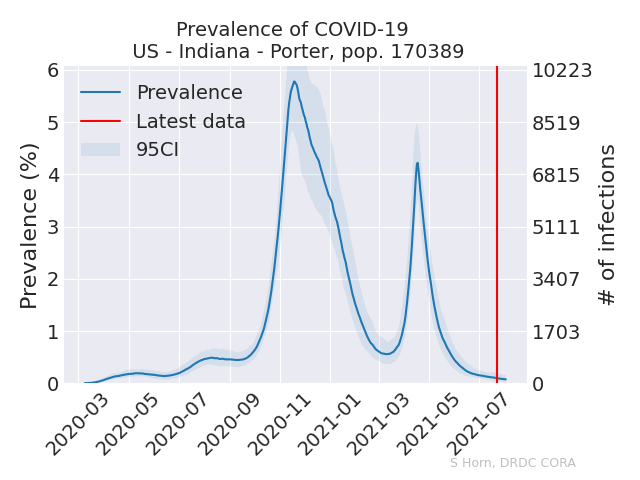 Prevalence of COVID-19
US - Indiana - Porter, pop. 170389
Prevalence (%)
6
5
4
3
2
1
0
Prevalence
Latest data
95CI
10223
8519
6815
5111
3407
1703
0
# of infections
2020-03
2020-05
2020-07
2020-09
2020-11
2021-01
2021-03
2021-05
2021-07
S Horn, DRDC CORA